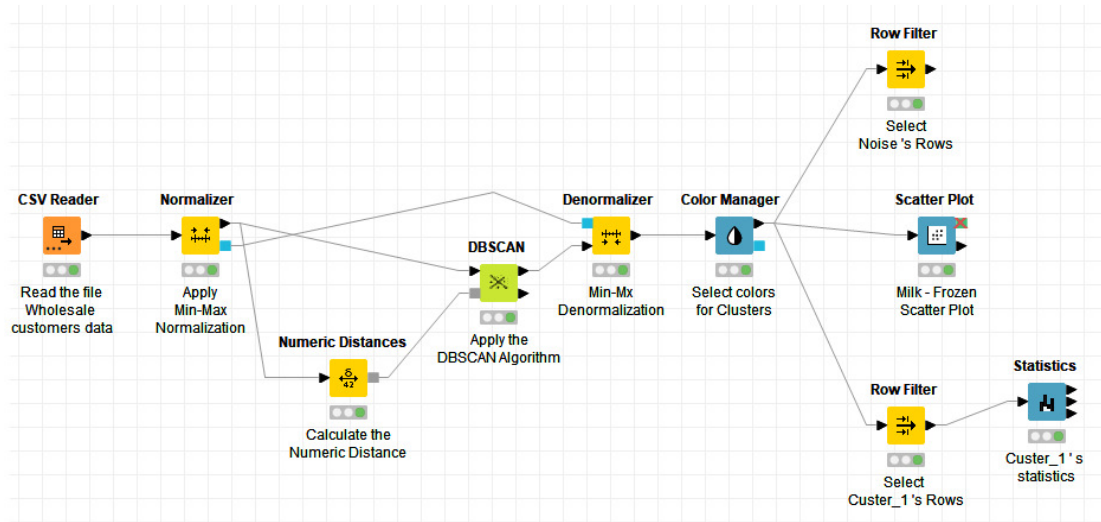 Row Filter
Select
Noise 's Rows
CSV Reader
Read the file
Wholesale
customers data
Normalizer
Apply
Min-Max
Normalization
Numeric Distances
δ
42
Calculate the
Numeric Distance
DBSCAN
Apply the
DBSCAN Algorithm
Denormalizer
Min-Mx
Denormalization
Color Manager
Select colors
for Clusters
Scatter Plot
Milk - Frozen
Scatter Plot
Row Filter
Select
Custer_1 's Rows
Statistics
Custer_1 ' s
statistics